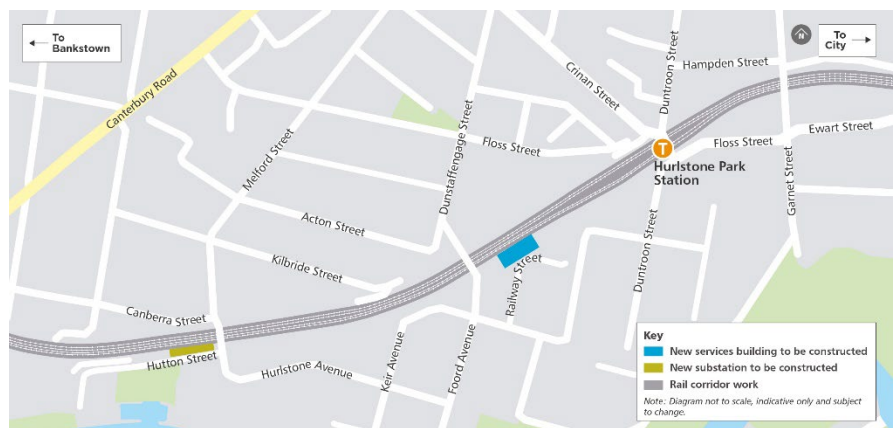 To
Bankstown
To
City
N
Canterbury Road
Melford Street
Dunstaffengage Street
Crinan Street
Duntroon Street
Hampden Street
Floss Street
Floss Street
Ewart Street
T
Hurlstone Park
Station
Garnet Street
Acton Street
Kilbride Street
Railway Street
Duntroon Street
Canberra Street
Hutton Street
Hurlstone Avenue
Keir Avenue
Foord Avenue
Key
New services building to be constructed
New substation to be constructed
Rail corridor work
Note: Diagram not to scale, indicative only and subject
to change.